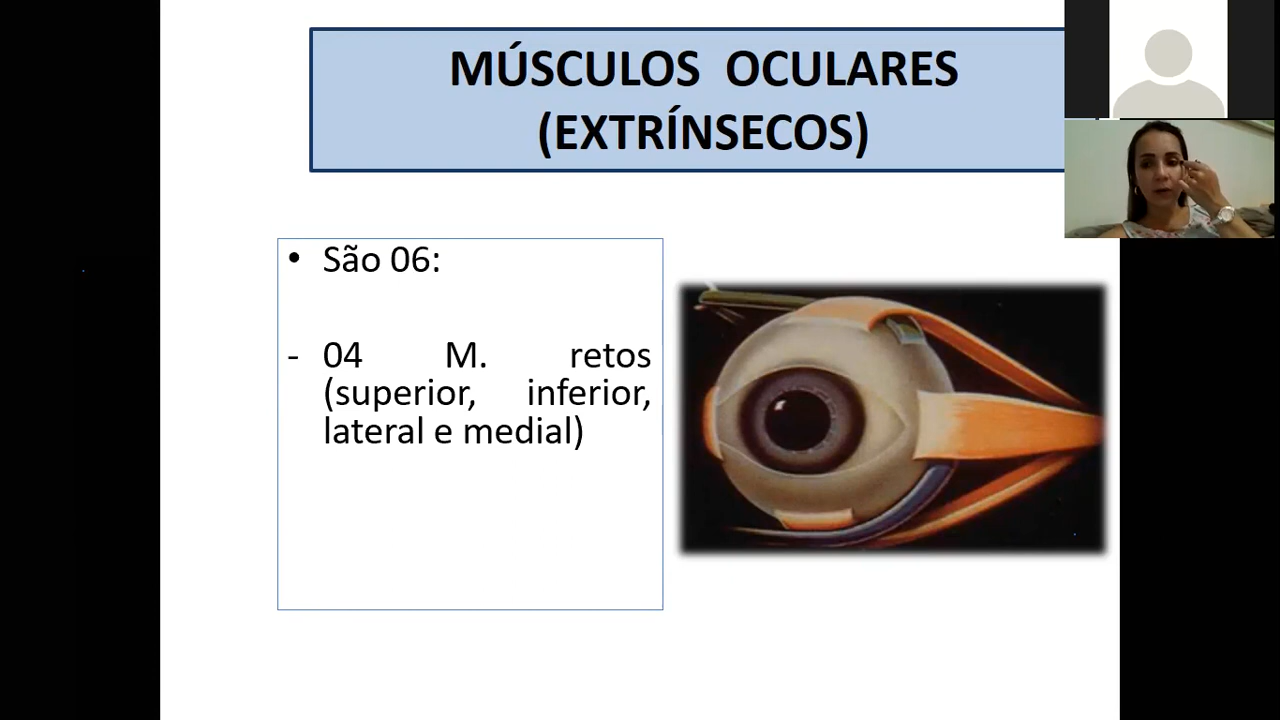 MÚSCULOS OCULARES
(EXTRÍNSECOS)
• São 06:
- 04 M. retos
(superior, inferior,
lateral e medial)